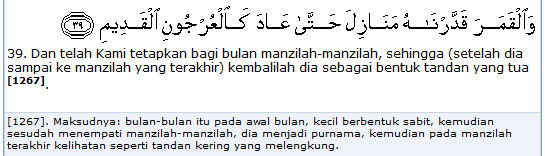 وَٱلْقَمَرَ قَدَّرْنَـٰهُ مَنَازِلَ حَتَّىٰ عَادَ كَٱلْعُرْجُونِ ٱلْقَدِيمِ ﴿٣٩﴾
39. Dan telah Kami tetapkan bagi bulan manzilah-manzilah, sehingga (setelah dia
sampai ke manzilah yang terakhir) kembalilah dia sebagai bentuk tandan yang tua
[1267].
[1267]. Maksudnya: bulan-bulan itu pada awal bulan, kecil berbentuk sabit, kemudian
sesudah menempati manzilah-manzilah, dia menjadi purnama, kemudian pada manzilah
terakhir kelihatan seperti tandan kering yang melengkung.